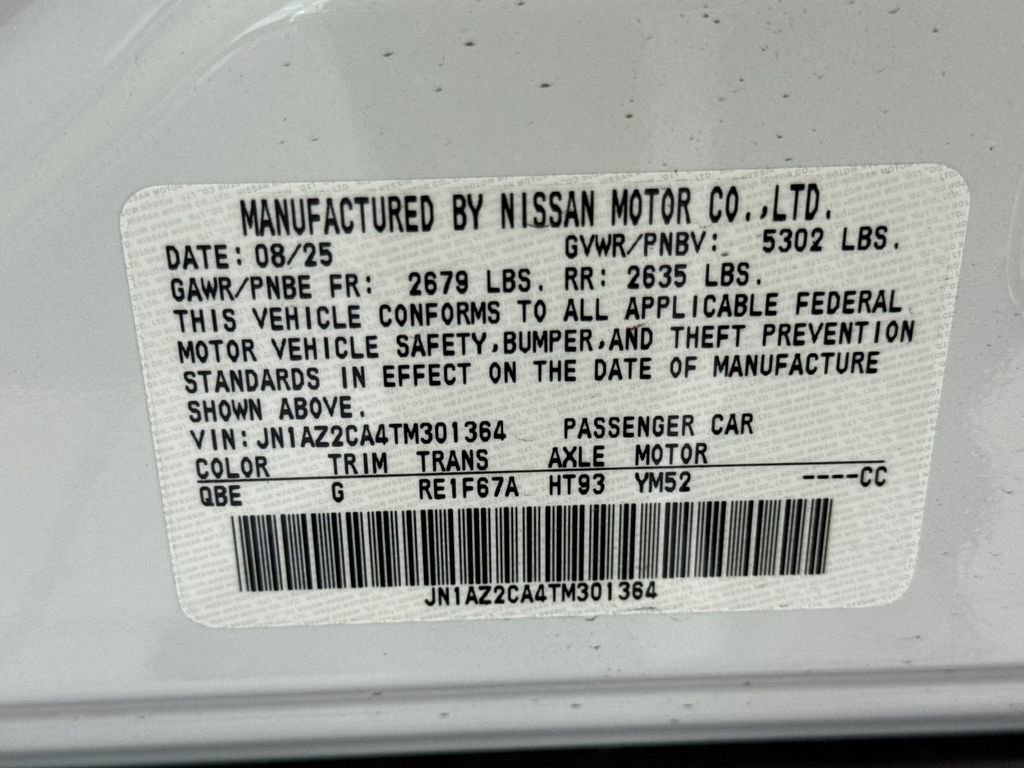 MANUFACTURED BY NISSAN MOTOR CO.,LTD.
DATE: 08/25 GVWR/PNBV: 5302 LBS.
GAWR/PNBE FR: 2679 LBS. RR: 2635 LBS.
THIS VEHICLE CONFORMS TO ALL APPLICABLE FEDERAL
MOTOR VEHICLE SAFETY,BUMPER,AND THEFT PREVENTION
STANDARDS IN EFFECT ON THE DATE OF MANUFACTURE
SHOWN ABOVE.
VIN: JN1AZ2CA4TM301364 PASSENGER CAR
COLOR TRIM TRANS AXLE MOTOR
QBE G RE1F67A HT93 YM52 ----CC
JN1AZ2CA4TM301364